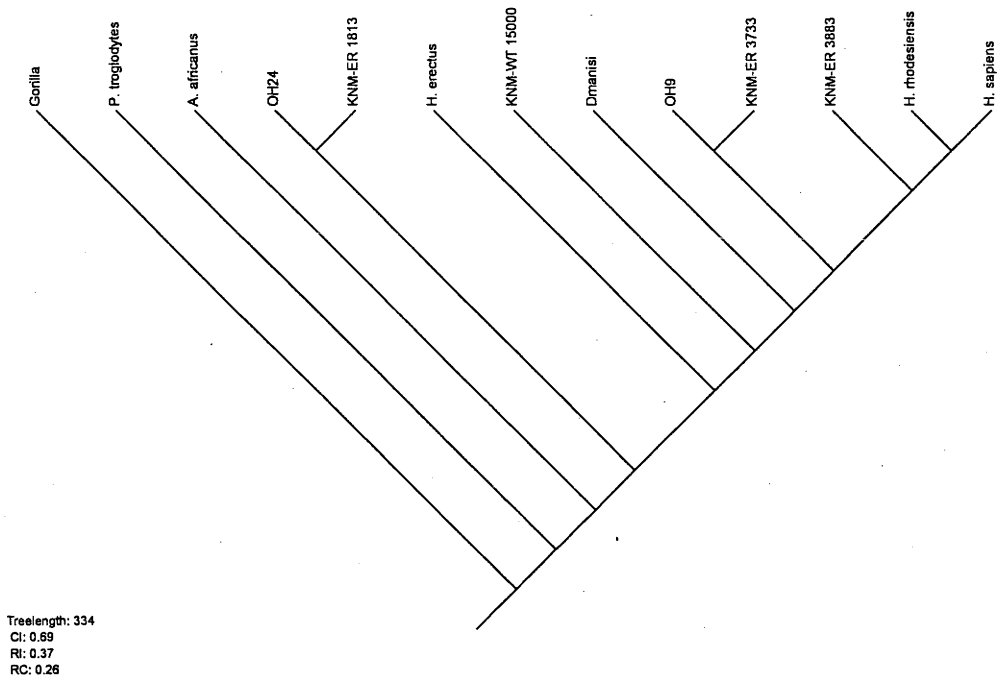 Gorilla
P. troglodytes
A. africanus
OH24
KNM-ER 1813
H. erectus
KNM-WT 15000
Dmanisi
OH9
KNM-ER 3733
KNM-ER 3883
H. rhodesiensis
H. sapiens
Treelength: 334
CI: 0.69
RI: 0.37
RC: 0.26